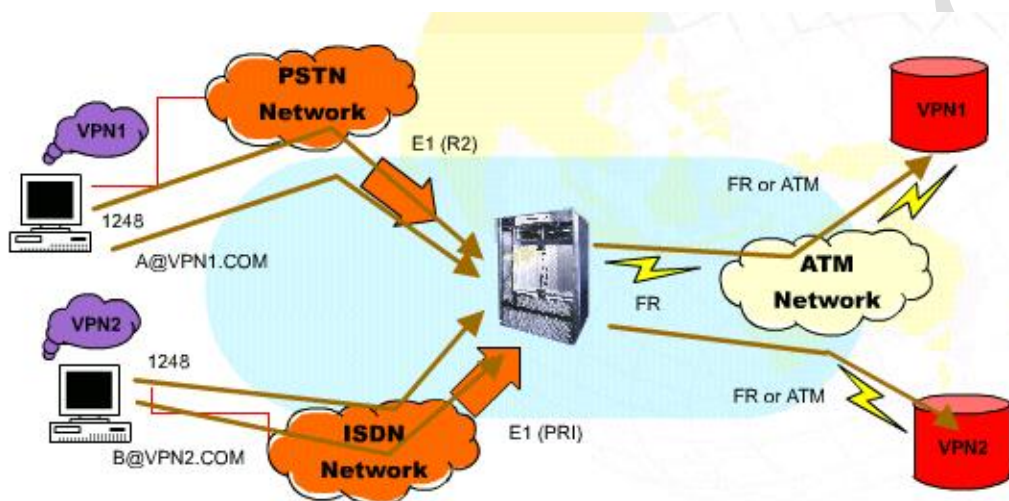 PSTN
Network
VPN1
E1 (R2)
VPN1
FR or ATM
1248
A@VPN1.COM
ATM
Network
FR
VPN2
1248
FR or ATM
ISDN
Network
E1 (PRI)
B@VPN2.COM
VPN2